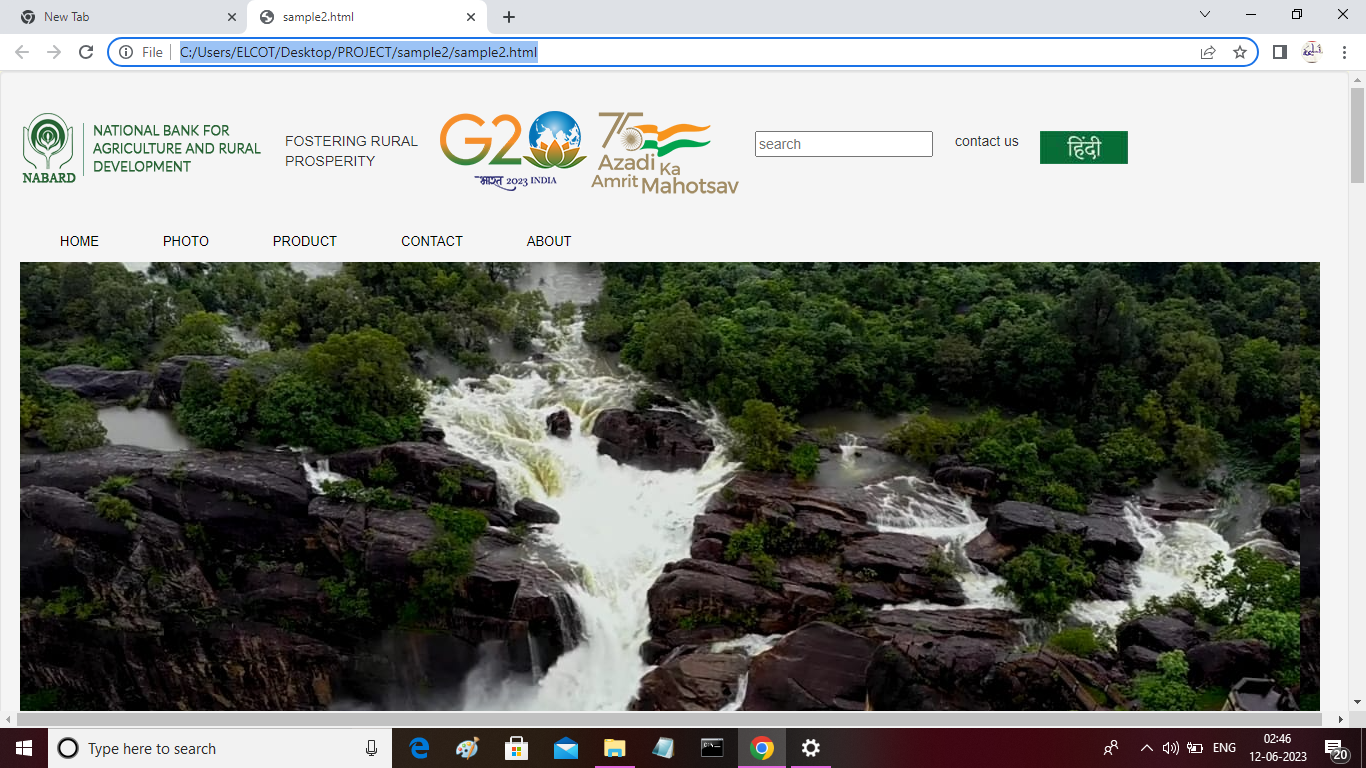 New Tab
sample2.html
File
C:/Users/ELCOT/Desktop/PROJECT/sample2/sample2.html
NATIONAL BANK FOR
AGRICULTURE AND RURAL
DEVELOPMENT
NABARD
FOSTERING RURAL
PROSPERITY
G20
भारत 2023 INDIA
75
Azadi Ka
Amrit Mahotsav
search
contact us
हिंदी
HOME
PHOTO
PRODUCT
CONTACT
ABOUT
Type here to search
ENG
02:46
12-06-2023
20